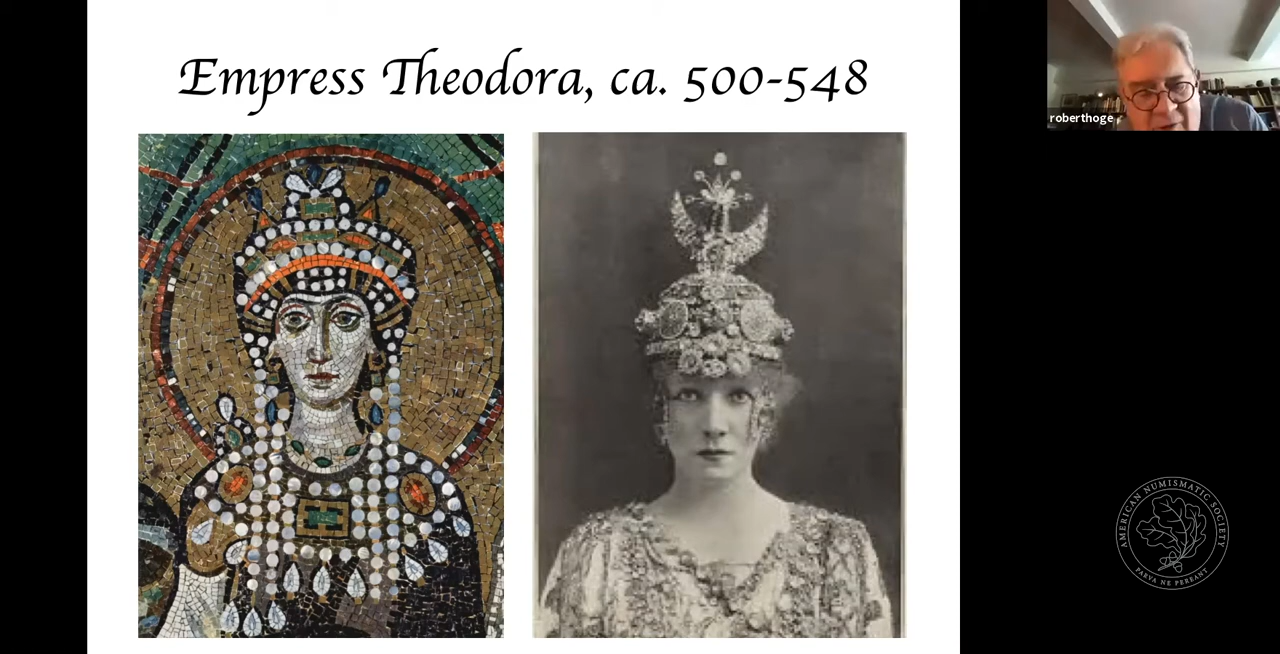 Empress Theodora, ca. 500-548
roberthoge
AMERICAN NUMISMATIC SOCIETY
PARVA NE PEREANT